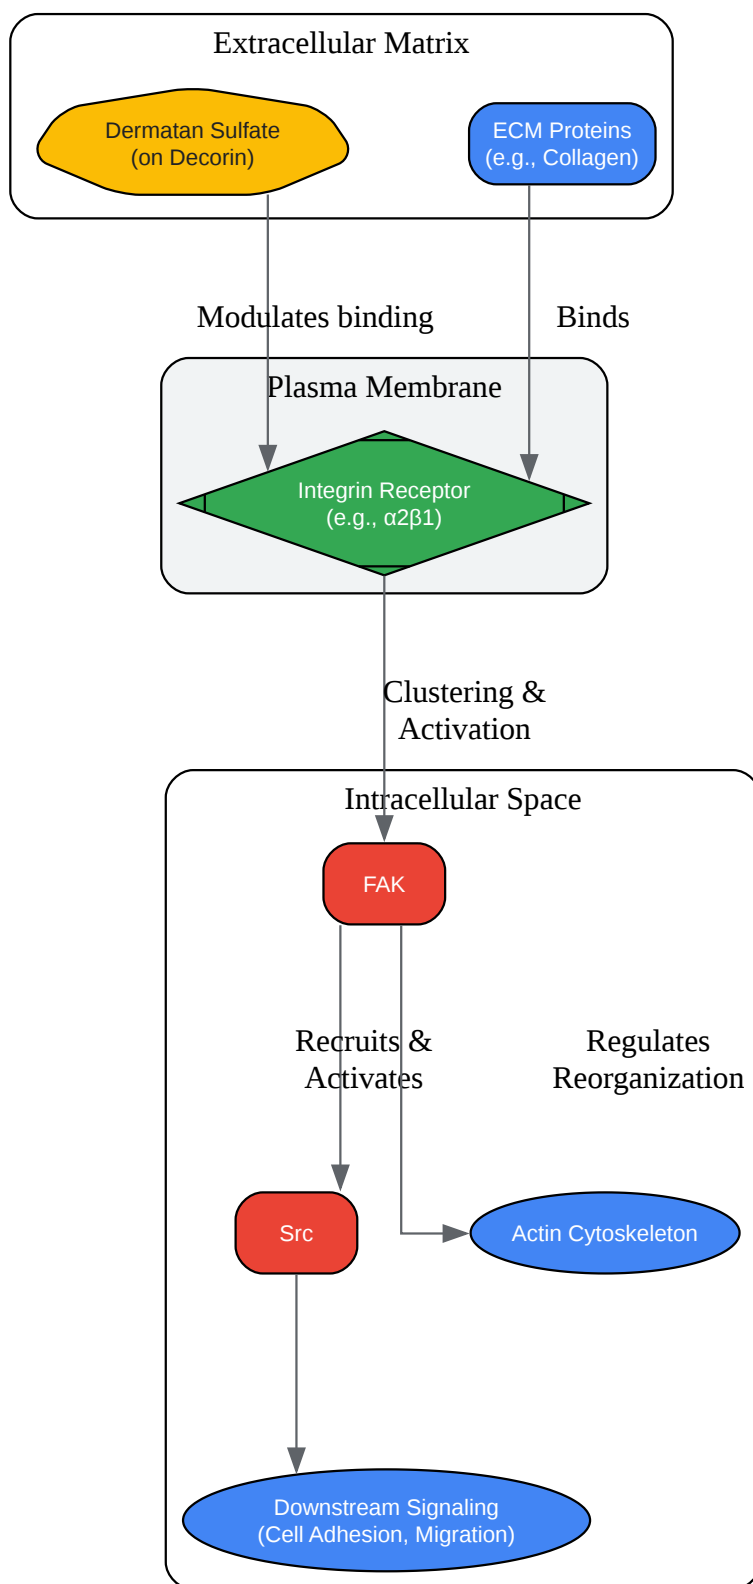 Extracellular Matrix
Dermatan Sulfate
(on Decorin)
ECM Proteins
(e.g., Collagen)
Modulates binding
Binds
Plasma Membrane
Integrin Receptor
(e.g., α2β1)
Clustering &
Activation
Intracellular Space
FAK
Recruits &
Activates
Regulates
Reorganization
Src
Actin Cytoskeleton
Downstream Signaling
(Cell Adhesion, Migration)